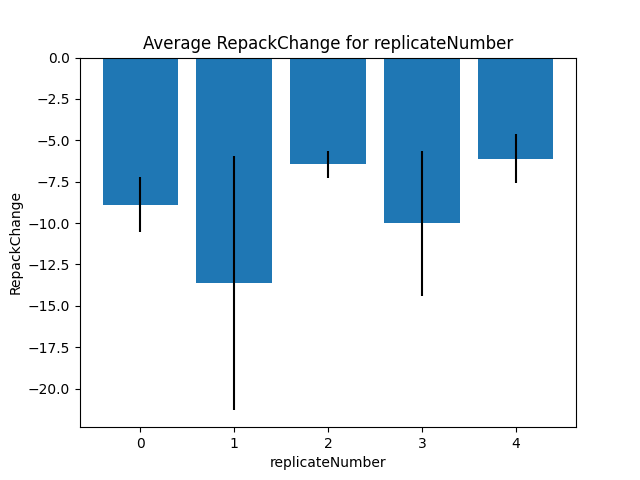 Average RepackChange for replicateNumber
0.0
−2.5
−5.0
−7.5
−10.0
−12.5
−15.0
−17.5
−20.0
RepackChange
0 1 2 3 4
replicateNumber